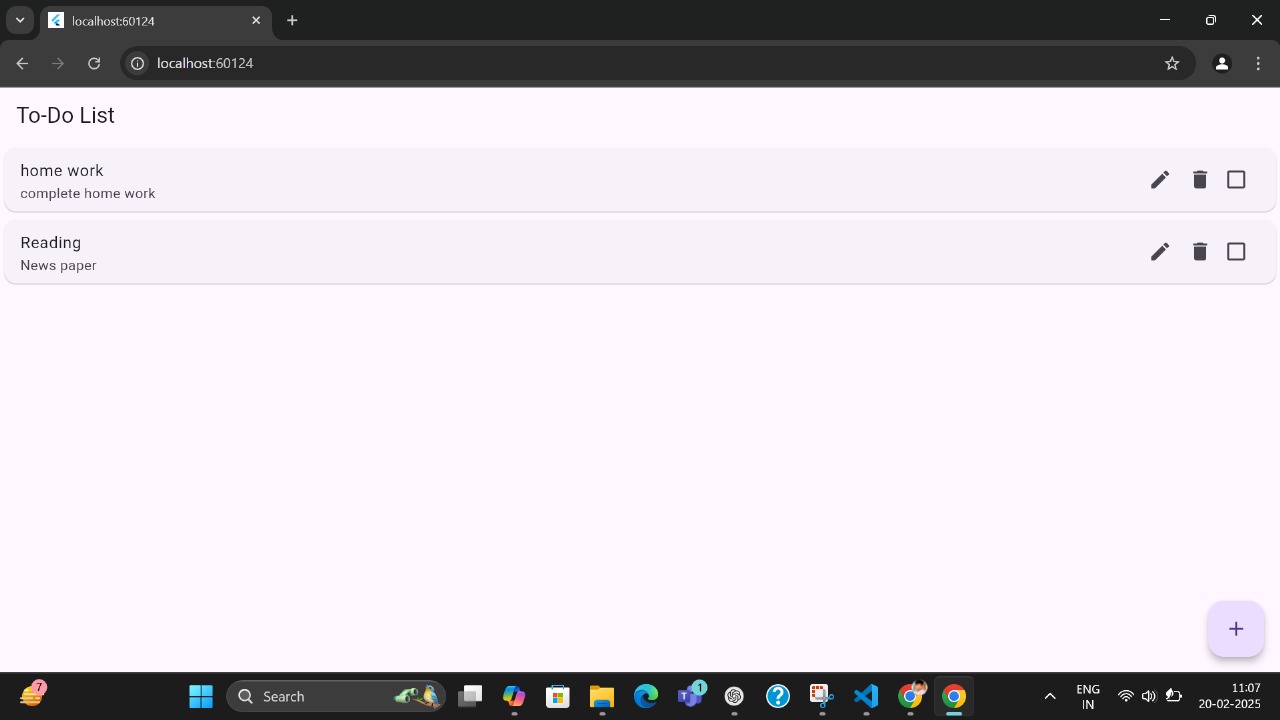 localhost:60124
localhost:60124
To-Do List
home work
complete home work
Reading
News paper
7
Search
1
ENG
IN
11:07
20-02-2025